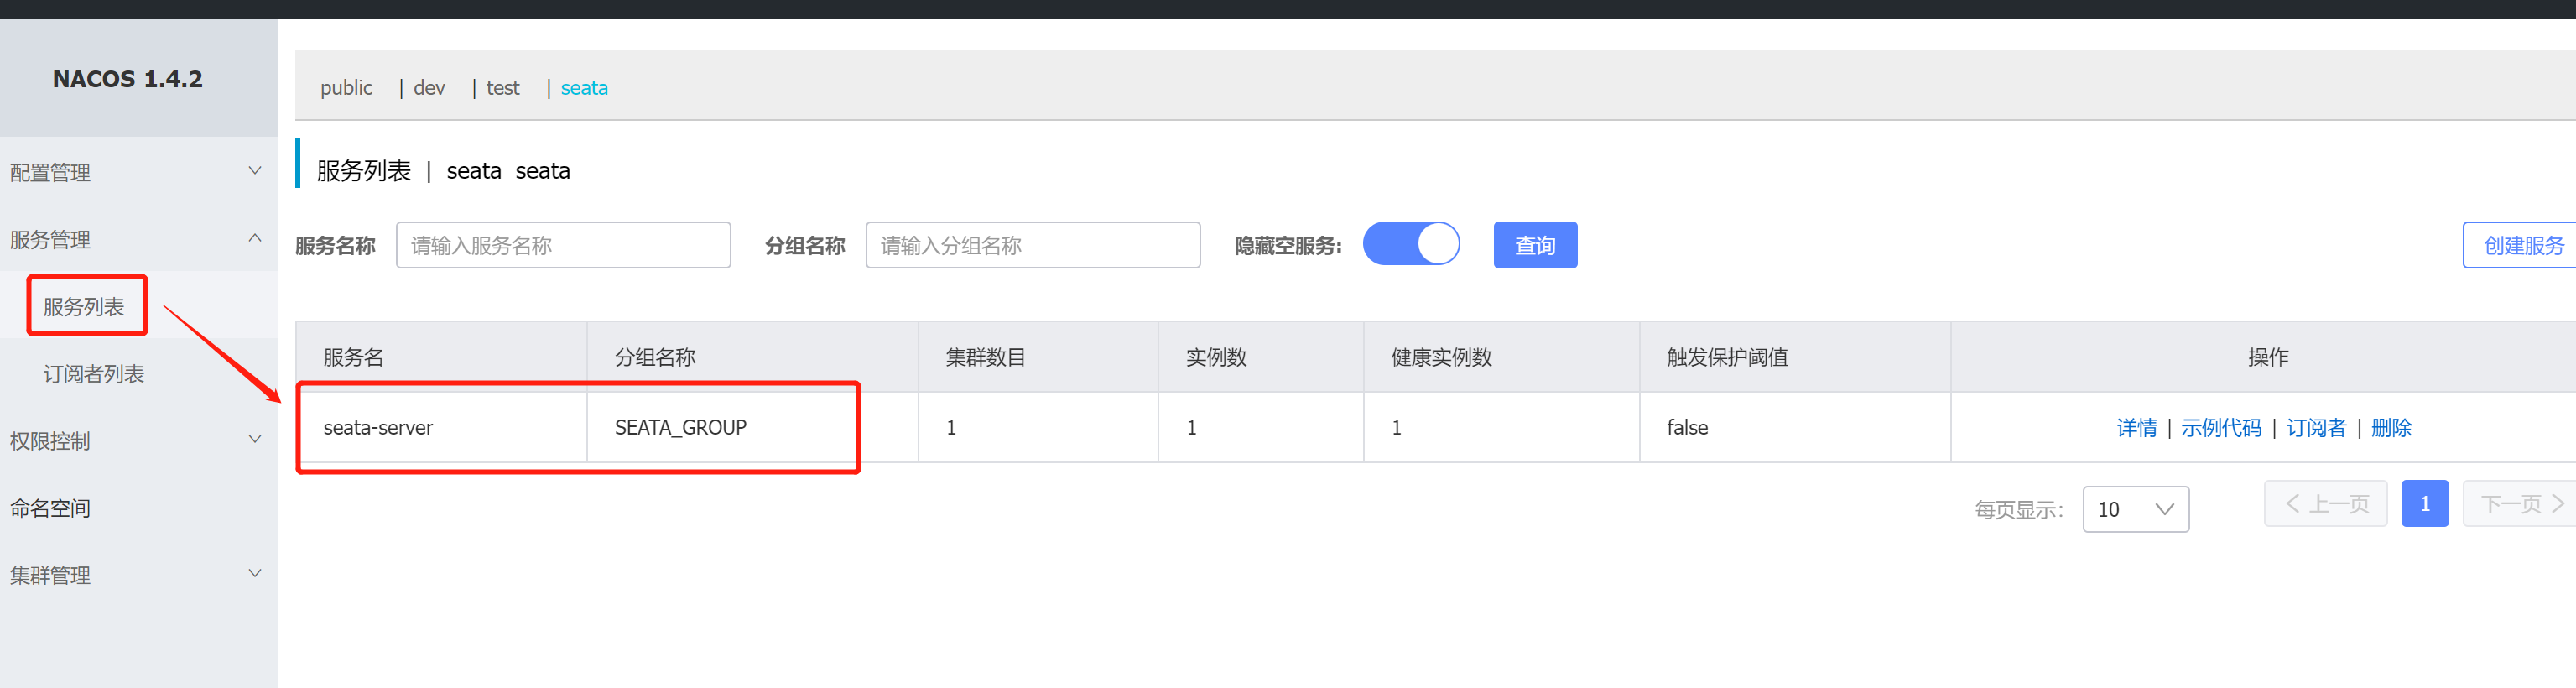 NACOS 1.4.2
public | dev | test | seata
配置管理
服务管理
服务列表
订阅者列表
权限控制
命名空间
集群管理
服务列表 | seata seata
服务名称 请输入服务名称 分组名称 请输入分组名称 隐藏空服务: 查询 创建服务
服务名 分组名称 集群数目 实例数 健康实例数 触发保护阈值 操作
seata-server SEATA_GROUP 1 1 1 false 详情 | 示例代码 | 订阅者 | 删除
每页显示: 10 上一页 1 下一页